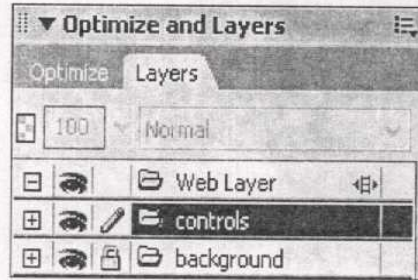 Optimize and Layers
Optimize Layers
100 Normal
Web Layer
controls
background